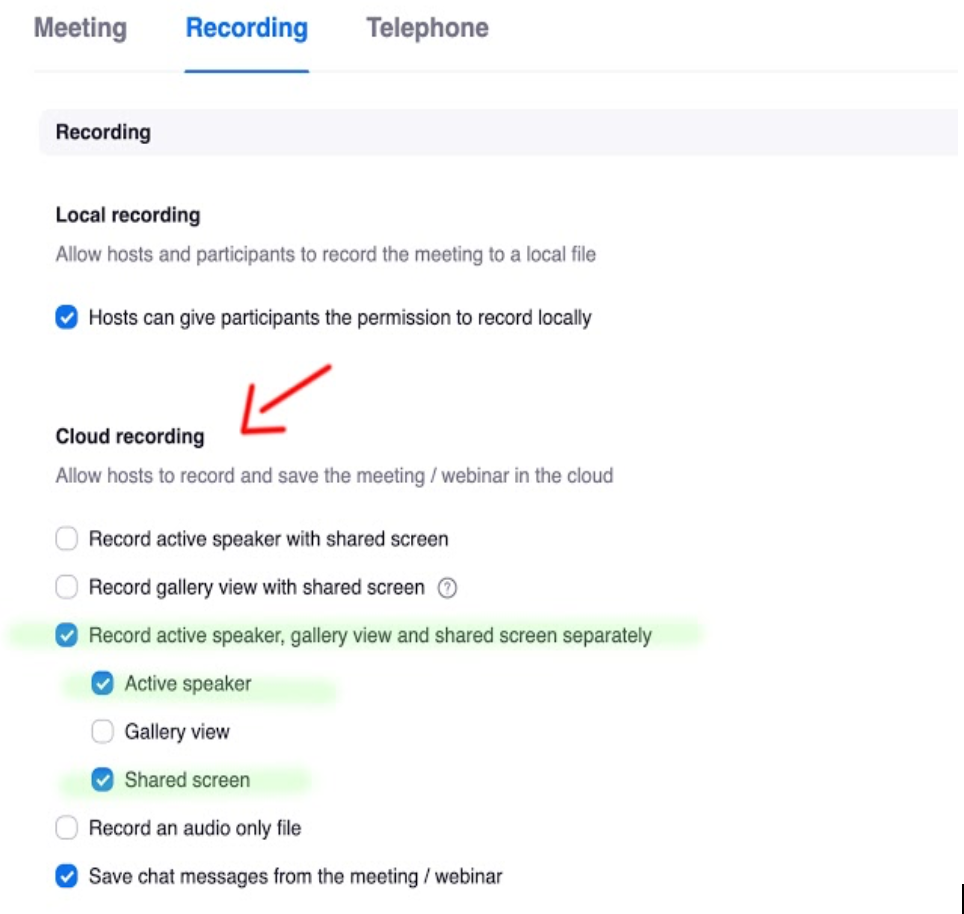 Meeting Recording Telephone
Recording
Local recording
Allow hosts and participants to record the meeting to a local file
Hosts can give participants the permission to record locally
Cloud recording
Allow hosts to record and save the meeting / webinar in the cloud
Record active speaker with shared screen
Record gallery view with shared screen ?
Record active speaker, gallery view and shared screen separately
Active speaker
Gallery view
Shared screen
Record an audio only file
Save chat messages from the meeting / webinar